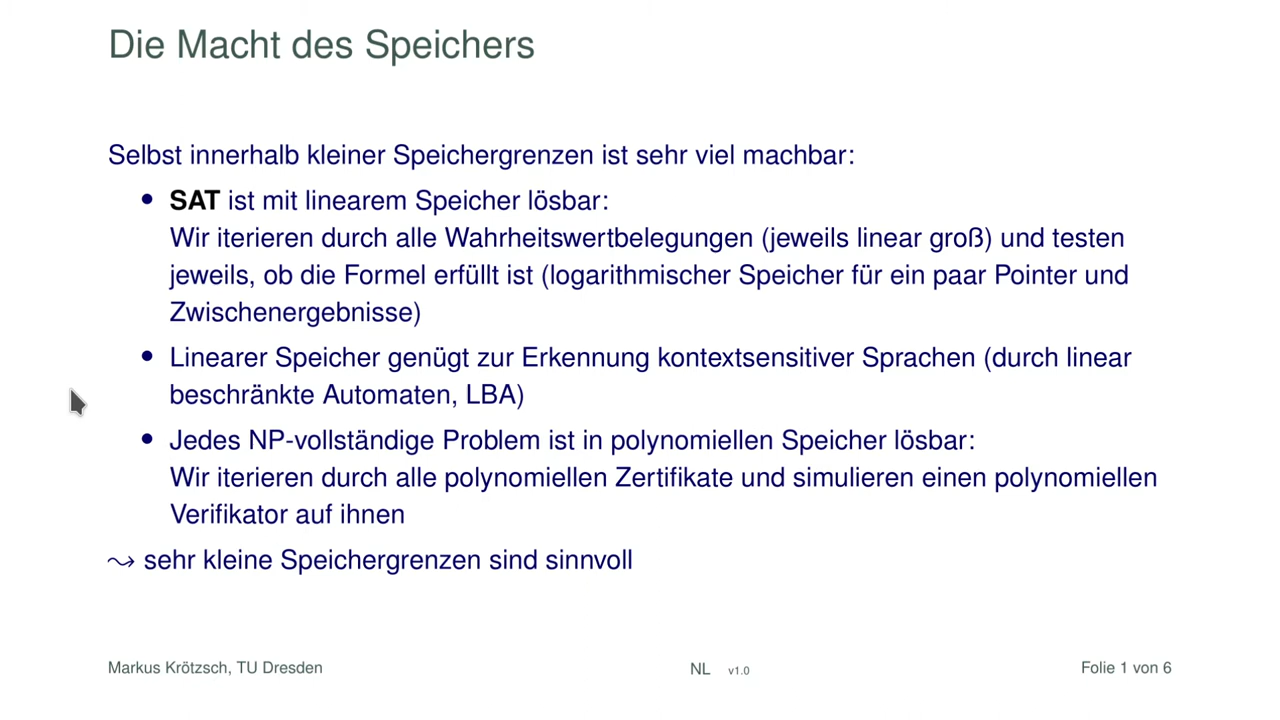 Die Macht des Speichers
Selbst innerhalb kleiner Speichergrenzen ist sehr viel machbar:
• SAT ist mit linearem Speicher lösbar:
Wir iterieren durch alle Wahrheitswertbelegungen (jeweils linear groß) und testen
jeweils, ob die Formel erfüllt ist (logarithmischer Speicher für ein paar Pointer und
Zwischenergebnisse)
• Linearer Speicher genügt zur Erkennung kontextsensitiver Sprachen (durch linear
beschränkte Automaten, LBA)
• Jedes NP-vollständige Problem ist in polynomiellen Speicher lösbar:
Wir iterieren durch alle polynomiellen Zertifikate und simulieren einen polynomiellen
Verifikator auf ihnen
⤳ sehr kleine Speichergrenzen sind sinnvoll
Markus Krötzsch, TU Dresden NL v1.0 Folie 1 von 6